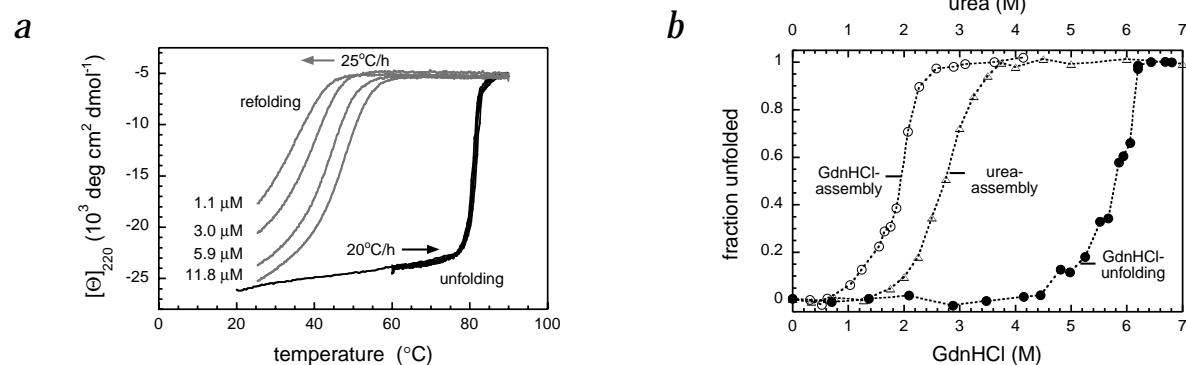 a
[Θ]220 (10³ deg cm² dmol⁻¹)
-5
-10
-15
-20
-25
25°C/h
refolding
1.1 µM
3.0 µM
5.9 µM
11.8 µM
20°C/h
unfolding
0 20 40 60 80 100
temperature (°C)
b
urea (M)
0 1 2 3 4 5 6 7
fraction unfolded
1
0.8
0.6
0.4
0.2
0
GdnHCl-
assembly
urea-
assembly
GdnHCl-
unfolding
0 1 2 3 4 5 6 7
GdnHCl (M)